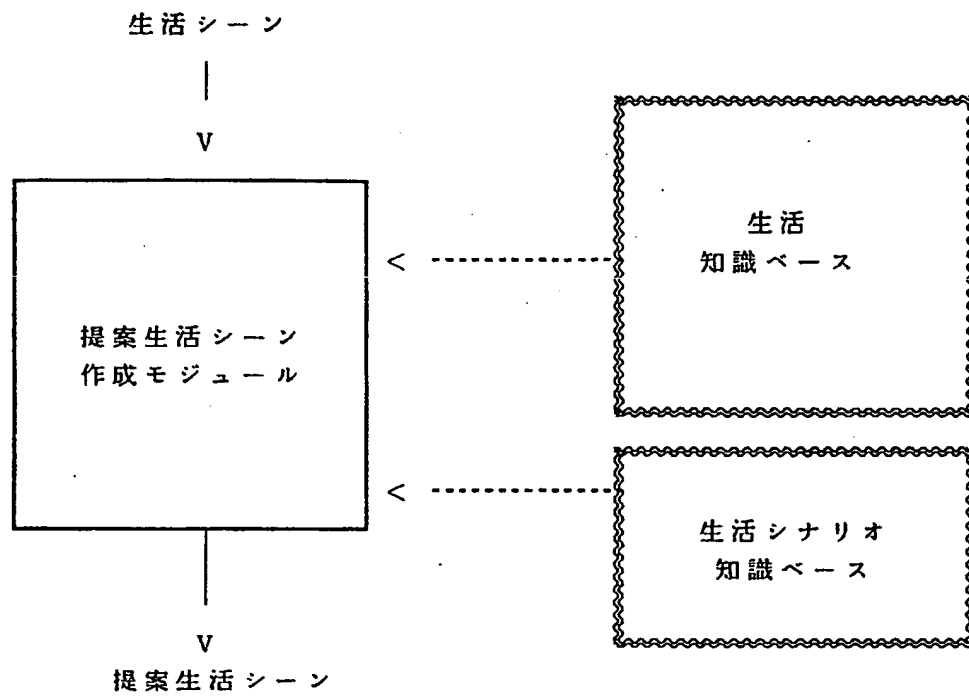 生活シーン
V
生活
知識ベース
<
提案生活シーン
作成モジュール
<
生活シナリオ
知識ベース
V
提案生活シーン